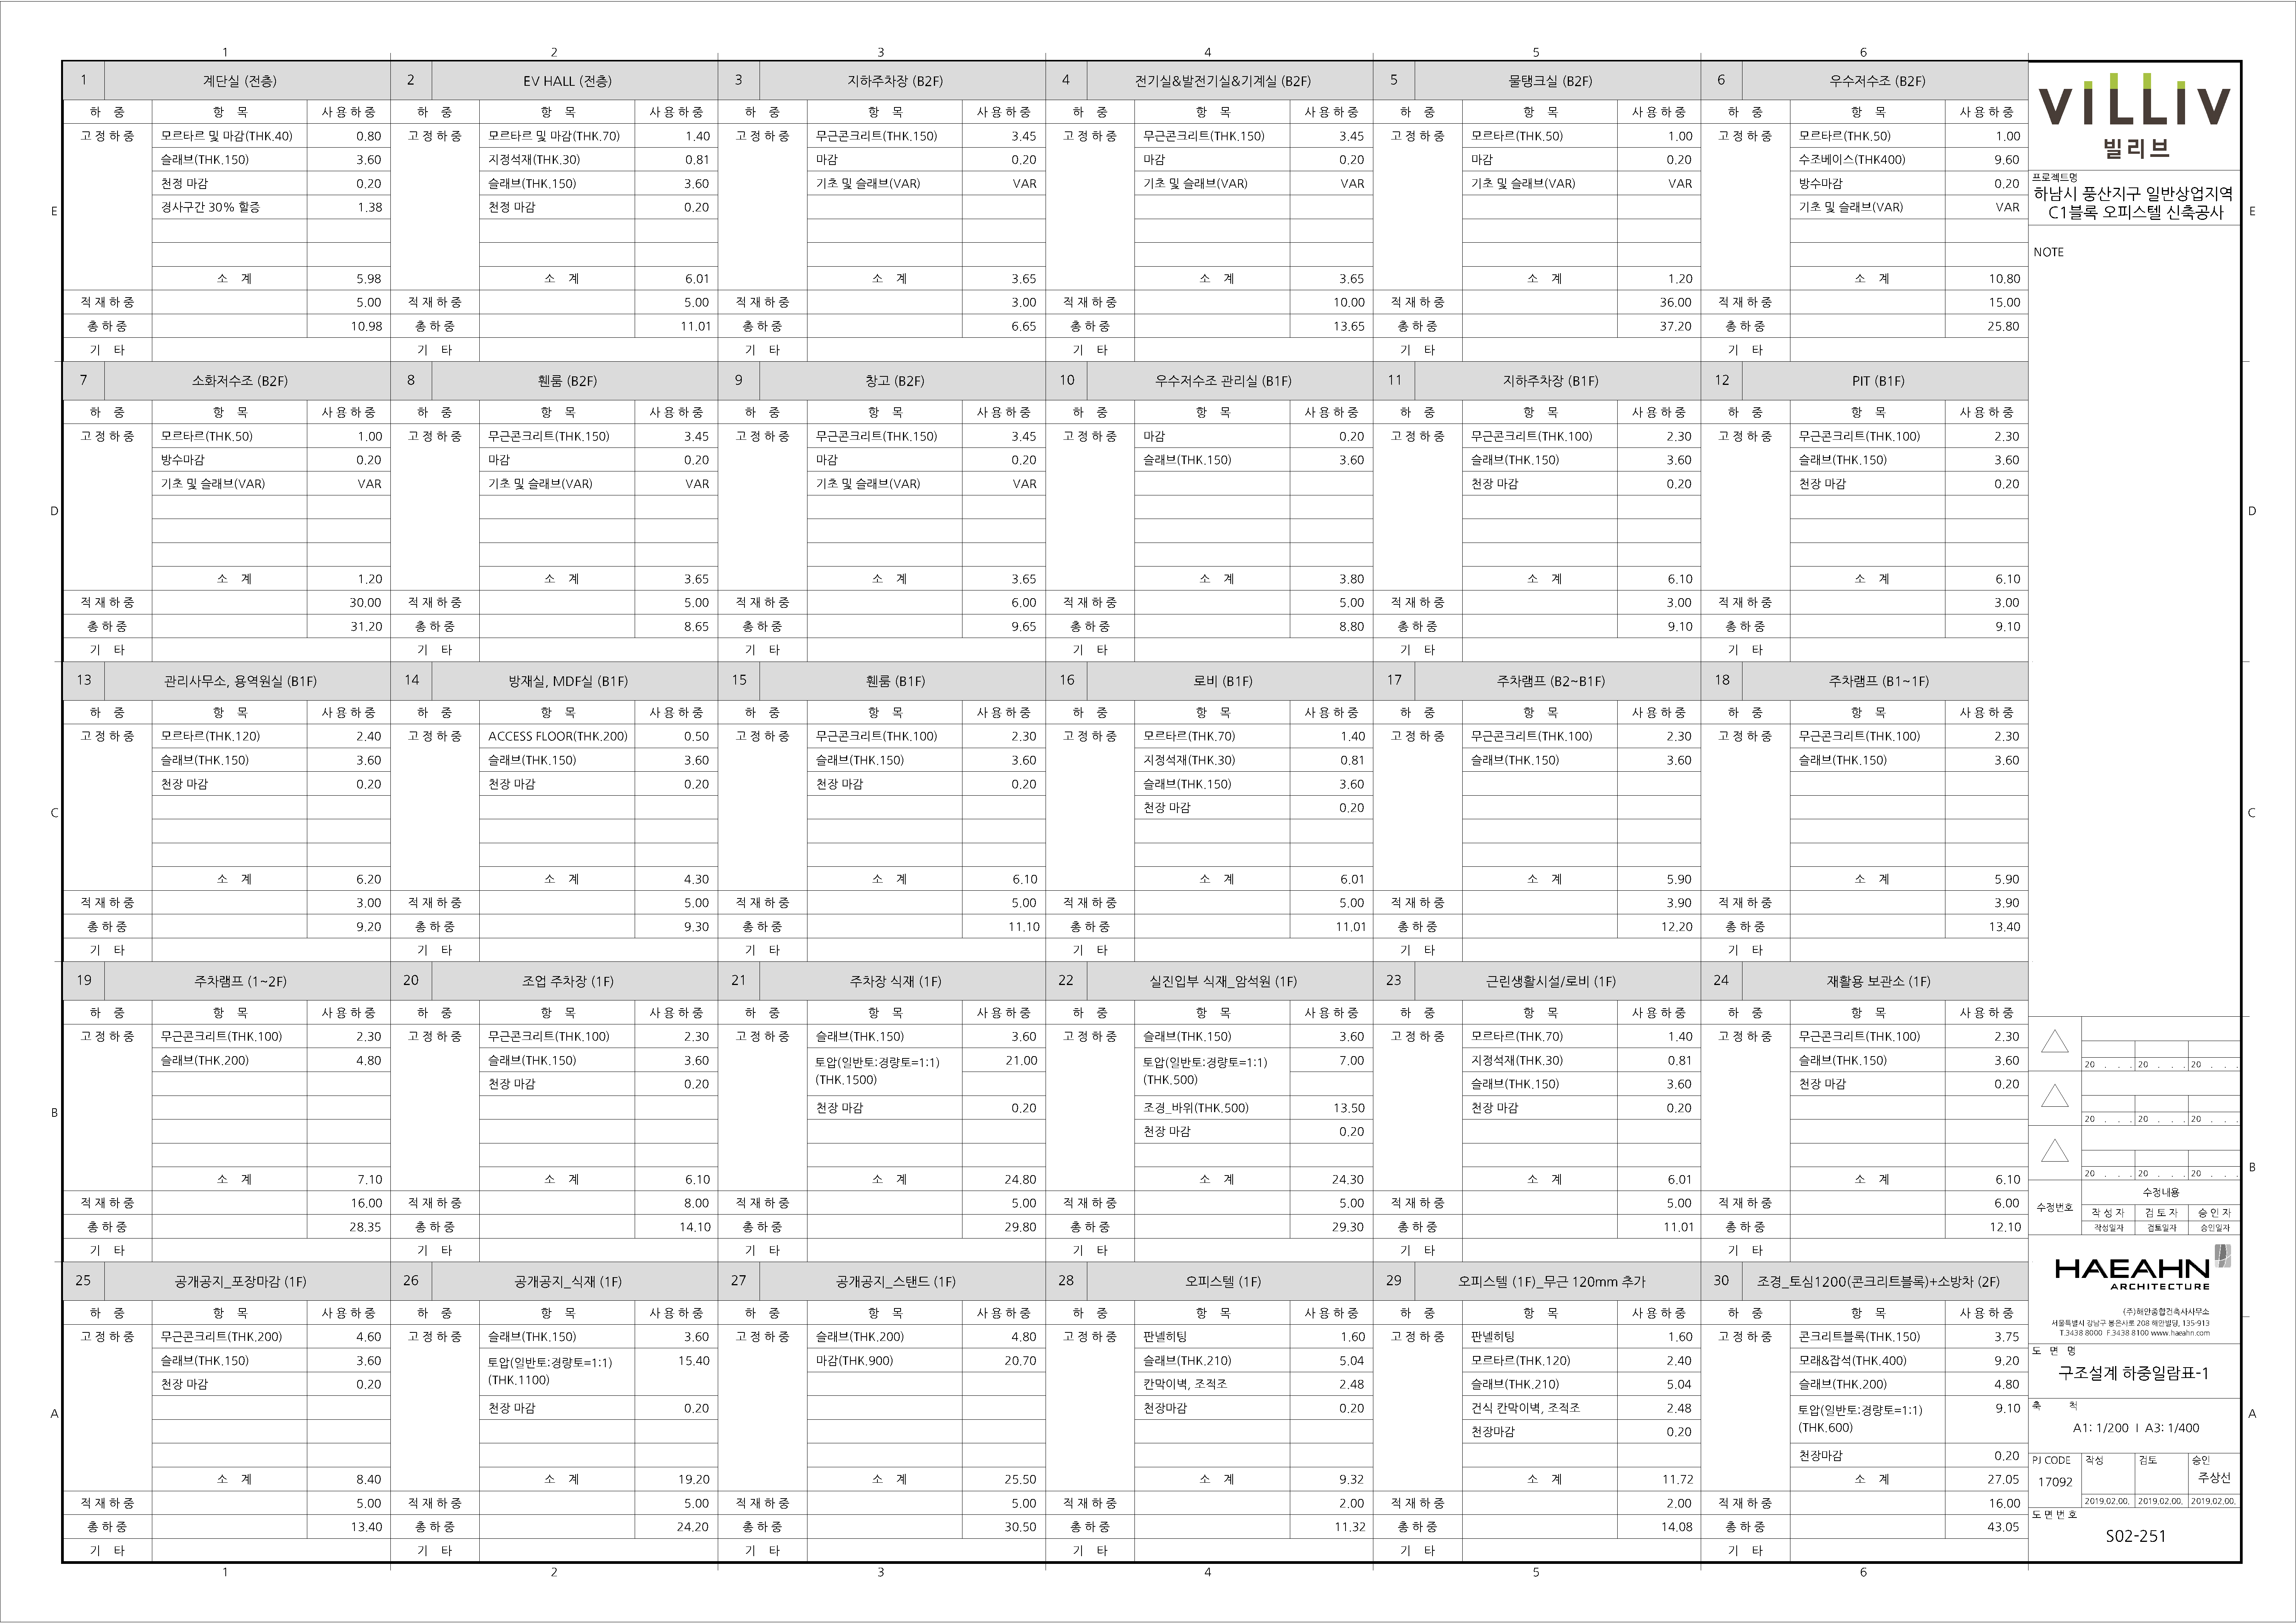 1 2 3 4 5 6
1 계단실 (전층) 2 EV HALL (전층) 3 지하주차장 (B2F) 4 전기실&발전기실&기계실 (B2F) 5 물탱크실 (B2F) 6 우수저수조 (B2F)
하 중 항 목 사용하중 하 중 항 목 사용하중 하 중 항 목 사용하중 하 중 항 목 사용하중 하 중 항 목 사용하중 하 중 항 목 사용하중
고정하중 모르타르 및 마감(THK.40) 0.80 고정하중 모르타르 및 마감(THK.70) 1.40 고정하중 무근콘크리트(THK.150) 3.45 고정하중 무근콘크리트(THK.150) 3.45 고정하중 모르타르(THK.50) 1.00 고정하중 모르타르(THK.50) 1.00
슬래브(THK.150) 3.60 지정석재(THK.30) 0.81 마감 0.20 마감 0.20 마감 0.20 수조베이스(THK400) 9.60
천정 마감 0.20 슬래브(THK.150) 3.60 기초 및 슬래브(VAR) VAR 기초 및 슬래브(VAR) VAR 기초 및 슬래브(VAR) VAR 방수마감 0.20
E 경사구간 30% 할증 1.38 천정 마감 0.20 기초 및 슬래브(VAR) VAR E
소 계 5.98 소 계 6.01 소 계 3.65 소 계 3.65 소 계 1.20 소 계 10.80
적재하중 5.00 적재하중 5.00 적재하중 3.00 적재하중 10.00 적재하중 36.00 적재하중 15.00
총하중 10.98 총하중 11.01 총하중 6.65 총하중 13.65 총하중 37.20 총하중 25.80
기 타 기 타 기 타 기 타 기 타 기 타
7 소화저수조 (B2F) 8 휀룸 (B2F) 9 창고 (B2F) 10 우수저수조 관리실 (B1F) 11 지하주차장 (B1F) 12 PIT (B1F)
하 중 항 목 사용하중 하 중 항 목 사용하중 하 중 항 목 사용하중 하 중 항 목 사용하중 하 중 항 목 사용하중 하 중 항 목 사용하중
고정하중 모르타르(THK.50) 1.00 고정하중 무근콘크리트(THK.150) 3.45 고정하중 무근콘크리트(THK.150) 3.45 고정하중 마감 0.20 고정하중 무근콘크리트(THK.100) 2.30 고정하중 무근콘크리트(THK.100) 2.30
방수마감 0.20 마감 0.20 마감 0.20 슬래브(THK.150) 3.60 슬래브(THK.150) 3.60 슬래브(THK.150) 3.60
기초 및 슬래브(VAR) VAR 기초 및 슬래브(VAR) VAR 기초 및 슬래브(VAR) VAR 천장 마감 0.20 천장 마감 0.20
D D
소 계 1.20 소 계 3.65 소 계 3.65 소 계 3.80 소 계 6.10 소 계 6.10
적재하중 30.00 적재하중 5.00 적재하중 6.00 적재하중 5.00 적재하중 3.00 적재하중 3.00
총하중 31.20 총하중 8.65 총하중 9.65 총하중 8.80 총하중 9.10 총하중 9.10
기 타 기 타 기 타 기 타 기 타 기 타
13 관리사무소, 용역원실 (B1F) 14 방재실, MDF실 (B1F) 15 휀룸 (B1F) 16 로비 (B1F) 17 주차램프 (B2~B1F) 18 주차램프 (B1~1F)
하 중 항 목 사용하중 하 중 항 목 사용하중 하 중 항 목 사용하중 하 중 항 목 사용하중 하 중 항 목 사용하중 하 중 항 목 사용하중
고정하중 모르타르(THK.120) 2.40 고정하중 ACCESS FLOOR(THK.200) 0.50 고정하중 무근콘크리트(THK.100) 2.30 고정하중 모르타르(THK.70) 1.40 고정하중 무근콘크리트(THK.100) 2.30 고정하중 무근콘크리트(THK.100) 2.30
슬래브(THK.150) 3.60 슬래브(THK.150) 3.60 슬래브(THK.150) 3.60 지정석재(THK.30) 0.81 슬래브(THK.150) 3.60 슬래브(THK.150) 3.60
천장 마감 0.20 천장 마감 0.20 천장 마감 0.20 슬래브(THK.150) 3.60
C 천장 마감 0.20 C
소 계 6.20 소 계 4.30 소 계 6.10 소 계 6.01 소 계 5.90 소 계 5.90
적재하중 3.00 적재하중 5.00 적재하중 5.00 적재하중 5.00 적재하중 3.90 적재하중 3.90
총하중 9.20 총하중 9.30 총하중 11.10 총하중 11.01 총하중 12.20 총하중 13.40
기 타 기 타 기 타 기 타 기 타 기 타
19 주차램프 (1~2F) 20 조업 주차장 (1F) 21 주차장 식재 (1F) 22 실진입부 식재_암석원 (1F) 23 근린생활시설/로비 (1F) 24 재활용 보관소 (1F)
하 중 항 목 사용하중 하 중 항 목 사용하중 하 중 항 목 사용하중 하 중 항 목 사용하중 하 중 항 목 사용하중 하 중 항 목 사용하중
고정하중 무근콘크리트(THK.100) 2.30 고정하중 무근콘크리트(THK.100) 2.30 고정하중 슬래브(THK.150) 3.60 고정하중 슬래브(THK.150) 3.60 고정하중 모르타르(THK.70) 1.40 고정하중 무근콘크리트(THK.100) 2.30
슬래브(THK.200) 4.80 슬래브(THK.150) 3.60 토압(일반토:경량토=1:1) 21.00 토압(일반토:경량토=1:1) 7.00 지정석재(THK.30) 0.81 슬래브(THK.150) 3.60
천장 마감 0.20 (THK.1500) (THK.500) 슬래브(THK.150) 3.60 천장 마감 0.20
B 천장 마감 0.20 조경_바위(THK.500) 13.50 천장 마감 0.20
천장 마감 0.20
소 계 7.10 소 계 6.10 소 계 24.80 소 계 24.30 소 계 6.01 소 계 6.10
적재하중 16.00 적재하중 8.00 적재하중 5.00 적재하중 5.00 적재하중 5.00 적재하중 6.00
총하중 28.35 총하중 14.10 총하중 29.80 총하중 29.30 총하중 11.01 총하중 12.10
기 타 기 타 기 타 기 타 기 타 기 타
25 공개공지_포장마감 (1F) 26 공개공지_식재 (1F) 27 공개공지_스탠드 (1F) 28 오피스텔 (1F) 29 오피스텔 (1F)_무근 120mm 추가 30 조경_토심1200(콘크리트블록)+소방차 (2F)
하 중 항 목 사용하중 하 중 항 목 사용하중 하 중 항 목 사용하중 하 중 항 목 사용하중 하 중 항 목 사용하중 하 중 항 목 사용하중
고정하중 무근콘크리트(THK.200) 4.60 고정하중 슬래브(THK.150) 3.60 고정하중 슬래브(THK.200) 4.80 고정하중 판넬히팅 1.60 고정하중 판넬히팅 1.60 고정하중 콘크리트블록(THK.150) 3.75
슬래브(THK.150) 3.60 토압(일반토:경량토=1:1) 15.40 마감(THK.900) 20.70 슬래브(THK.210) 5.04 모르타르(THK.120) 2.40 모래&잡석(THK.400) 9.20
천장 마감 0.20 (THK.1100) 칸막이벽, 조적조 2.48 슬래브(THK.210) 5.04 슬래브(THK.200) 4.80
A 천장 마감 0.20 천장마감 0.20 건식 칸막이벽, 조적조 2.48 토압(일반토:경량토=1:1) 9.10 A
천장마감 0.20 (THK.600)
천장마감 0.20
소 계 8.40 소 계 19.20 소 계 25.50 소 계 9.32 소 계 11.72 소 계 27.05
적재하중 5.00 적재하중 5.00 적재하중 5.00 적재하중 2.00 적재하중 2.00 적재하중 16.00
총하중 13.40 총하중 24.20 총하중 30.50 총하중 11.32 총하중 14.08 총하중 43.05
기 타 기 타 기 타 기 타 기 타 기 타
1 2 3 4 5 6
VILLIV
빌리브
프로젝트명
하남시 풍산지구 일반상업지역
C1블록 오피스텔 신축공사
NOTE
20 . . . 20 . . . 20 . . .
20 . . . 20 . . . 20 . . .
B
20 . . . 20 . . . 20 . . .
수정번호 수정내용
작성자 검토자 승인자
작성일자 검토일자 승인일자
HAEAHN
ARCHITECTURE
(주)해안종합건축사사무소
서울특별시 강남구 봉은사로 208 해안빌딩, 135-913
T.3438 8000 F.3438 8100 www.haeahn.com
도 면 명
구조설계 하중일람표-1
축 척
A1: 1/200 I A3: 1/400
PJ CODE 작성 검토 승인
17092 주상선
2019.02.00. 2019.02.00. 2019.02.00.
도면번호
S02-251